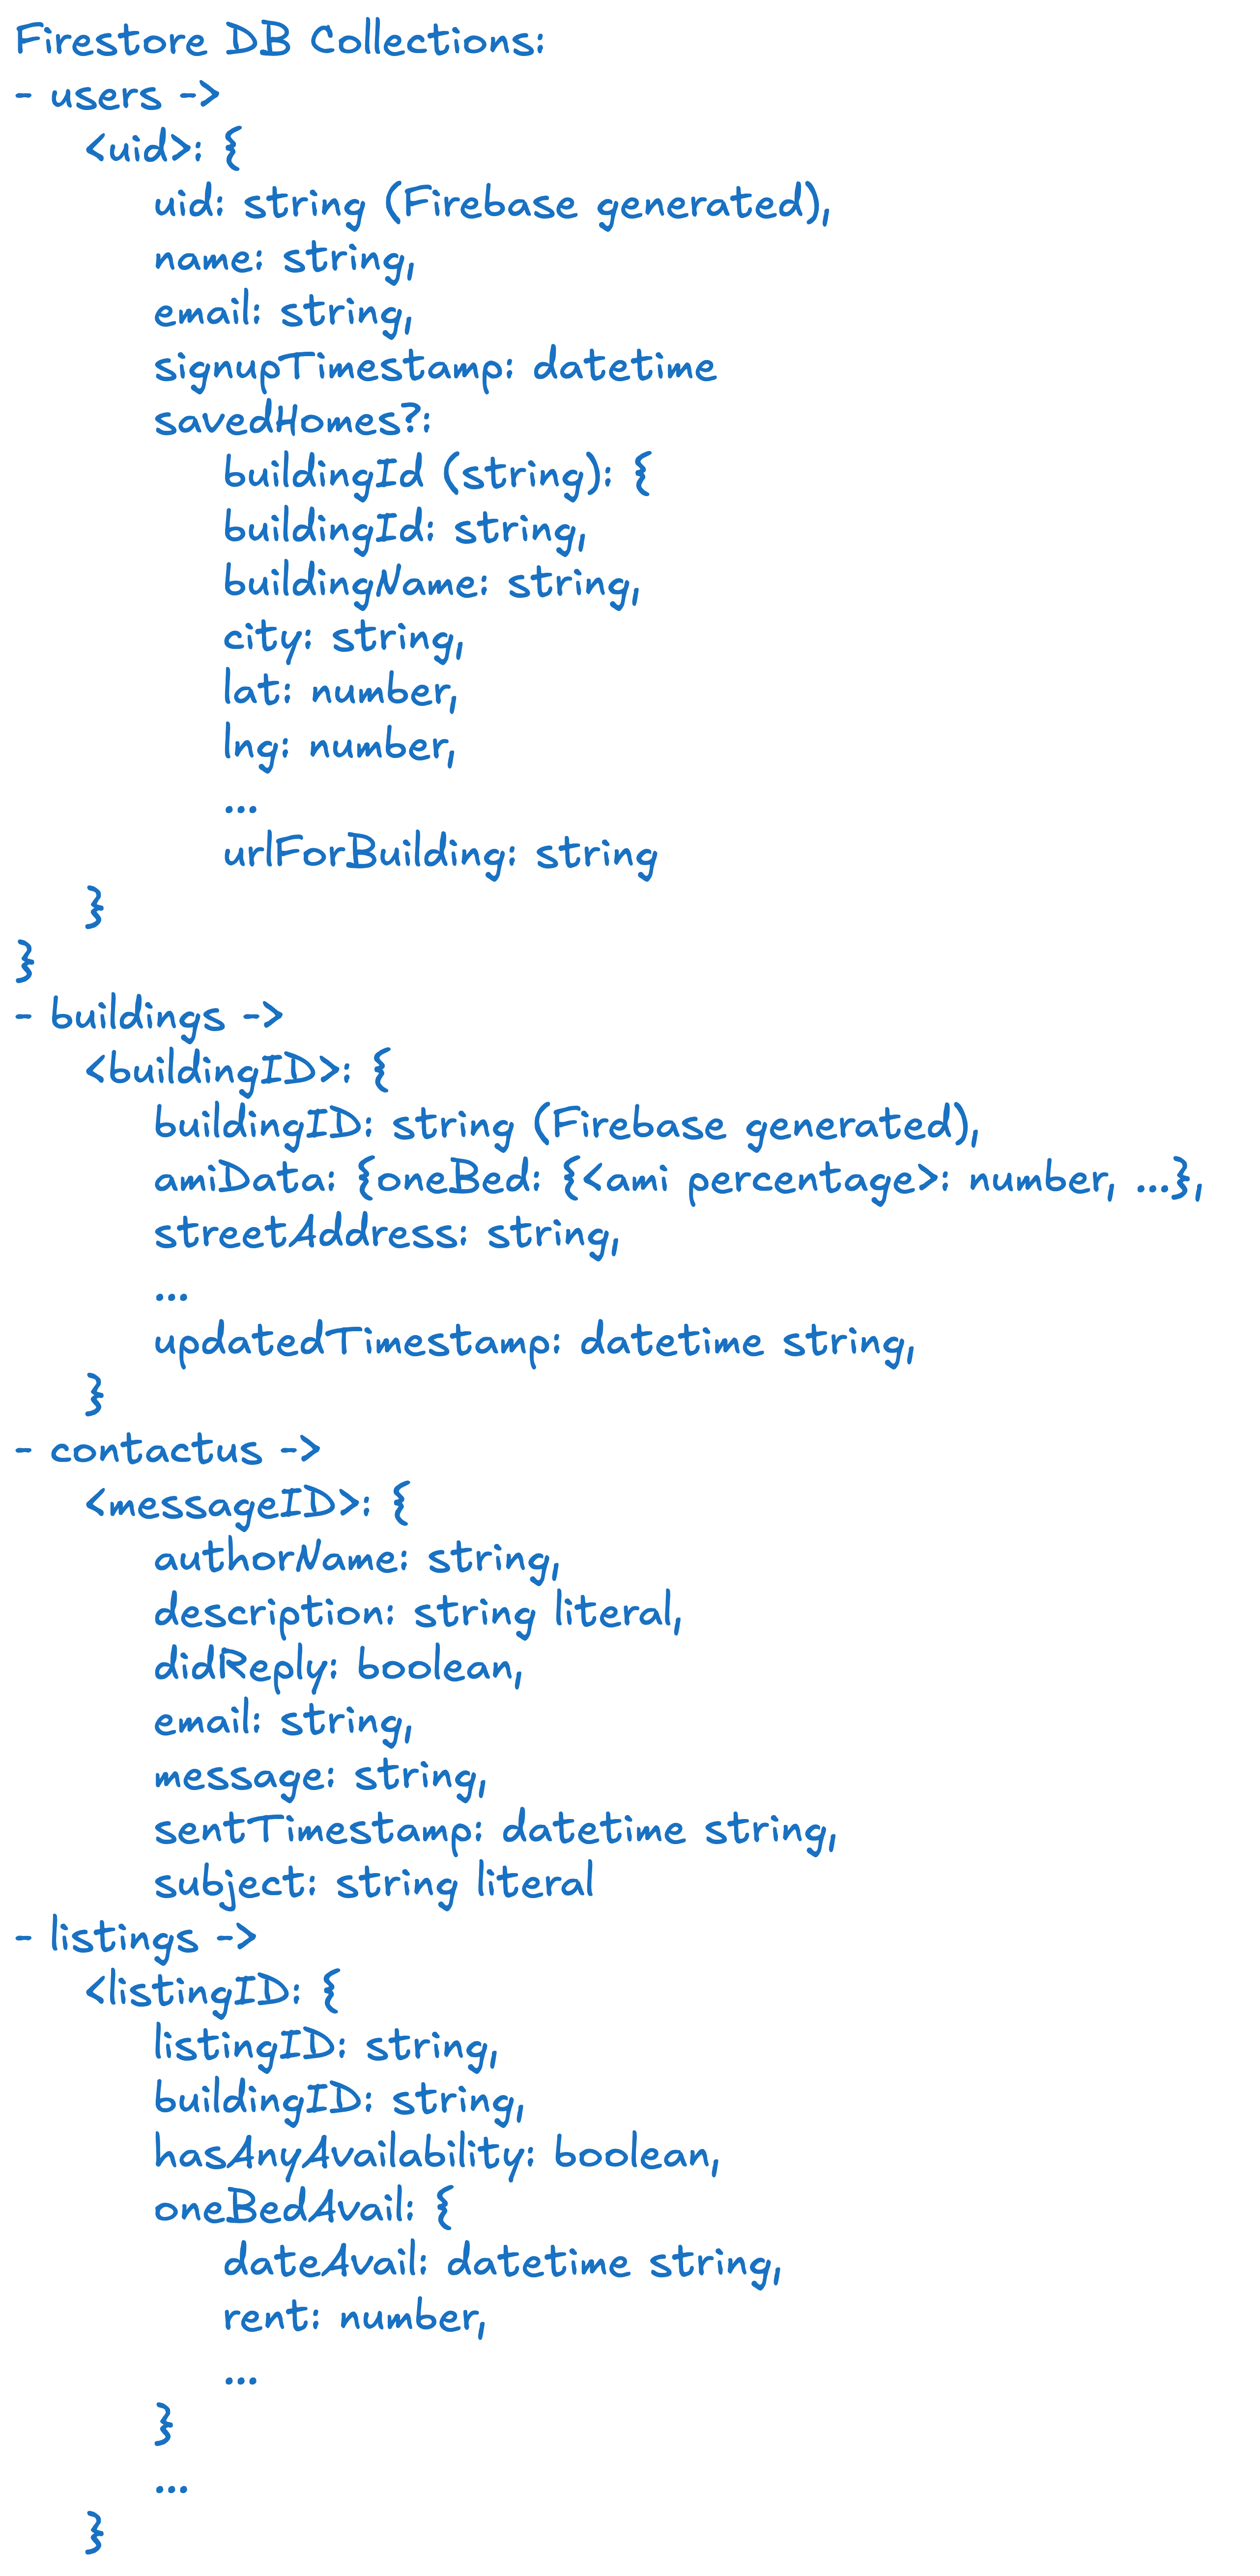 Firestore DB Collections:
- users ->
<uid>: {
uid: string (Firebase generated),
name: string,
email: string,
signupTimestamp: datetime
savedHomes?:
buildingId (string): {
buildingId: string,
buildingName: string,
city: string,
lat: number,
lng: number,
...
urlForBuilding: string
}
}
- buildings ->
<buildingID>: {
buildingID: string (Firebase generated),
amiData: {oneBed: {<ami percentage>: number, ...},
streetAddress: string,
...
updatedTimestamp: datetime string,
}
- contactus ->
<messageID>: {
authorName: string,
description: string literal,
didReply: boolean,
email: string,
message: string,
sentTimestamp: datetime string,
subject: string literal
- listings ->
<listingID: {
listingID: string,
buildingID: string,
hasAnyAvailability: boolean,
oneBedAvail: {
dateAvail: datetime string,
rent: number,
...
}
...
}